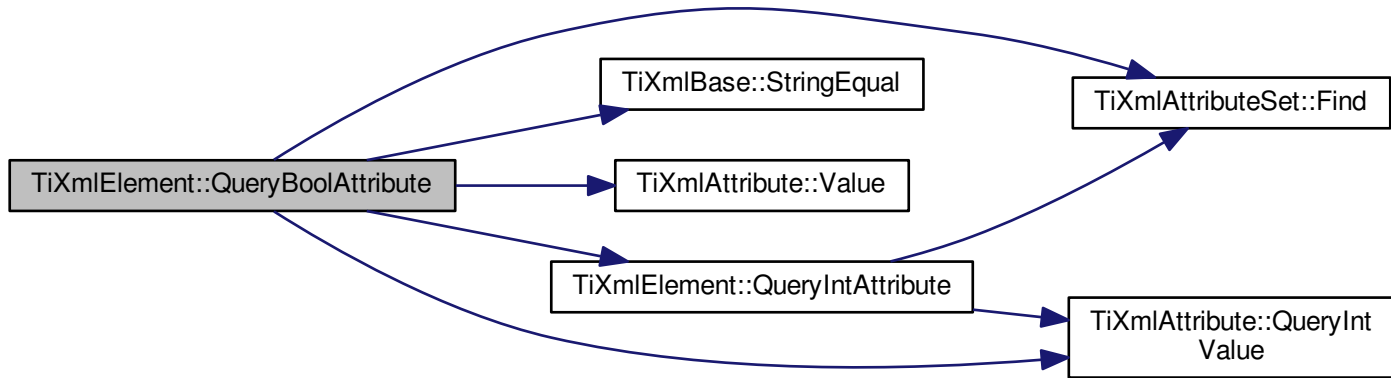 TiXmlElement::QueryBoolAttribute
TiXmlBase::StringEqual
TiXmlAttribute::Value
TiXmlElement::QueryIntAttribute
TiXmlAttributeSet::Find
TiXmlAttribute::QueryInt
Value